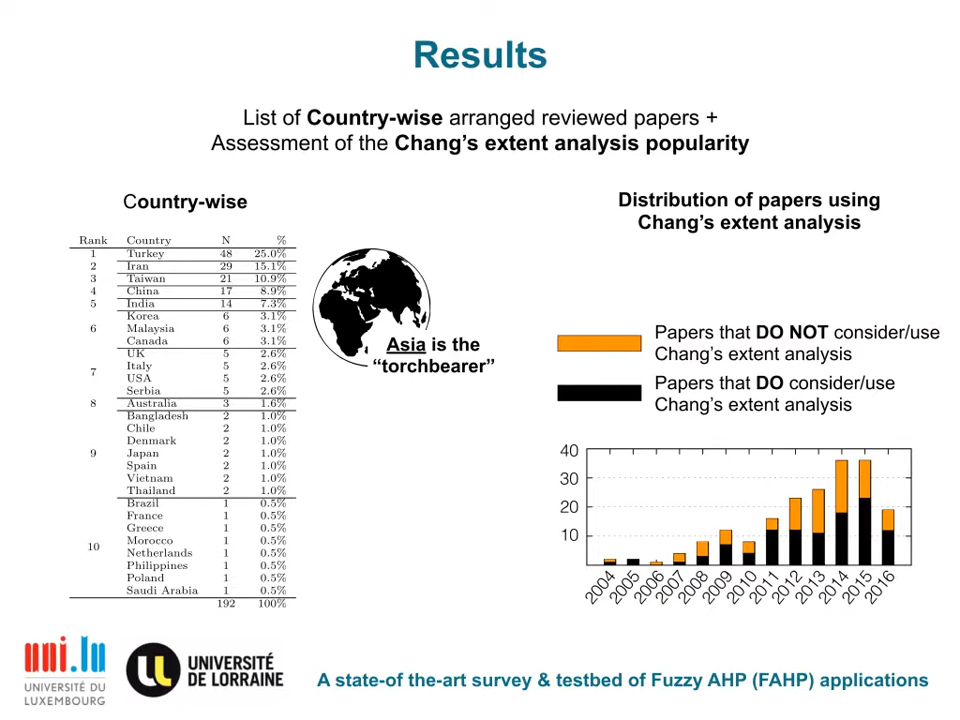 Results
List of Country-wise arranged reviewed papers +
Assessment of the Chang's extent analysis popularity
Country-wise
Rank Country N %
1 Turkey 48 25.0%
2 Iran 29 15.1%
3 Taiwan 21 10.9%
4 China 17 8.9%
5 India 14 7.3%
Korea 6 3.1%
6 Malaysia 6 3.1%
Canada 6 3.1%
UK 5 2.6%
Italy 5 2.6%
7
USA 5 2.6%
Serbia 5 2.6%
8 Australia 3 1.6%
Bangladesh 2 1.0%
Chile 2 1.0%
Denmark 2 1.0%
9 Japan 2 1.0%
Spain 2 1.0%
Vietnam 2 1.0%
Thailand 2 1.0%
Brazil 1 0.5%
France 1 0.5%
Greece 1 0.5%
Morocco 1 0.5%
10
Netherlands 1 0.5%
Philippines 1 0.5%
Poland 1 0.5%
Saudi Arabia 1 0.5%
192 100%
Asia is the
“torchbearer”
Distribution of papers using
Chang's extent analysis
Papers that DO NOT consider/use
Chang's extent analysis
Papers that DO consider/use
Chang's extent analysis
40
30
20
10
2004 2005 2006 2007 2008 2009 2010 2011 2012 2013 2014 2015 2016
uni.lu
UNIVERSITÉ DU
LUXEMBOURG
UL
UNIVERSITÉ
DE LORRAINE
A state-of the-art survey & testbed of Fuzzy AHP (FAHP) applications